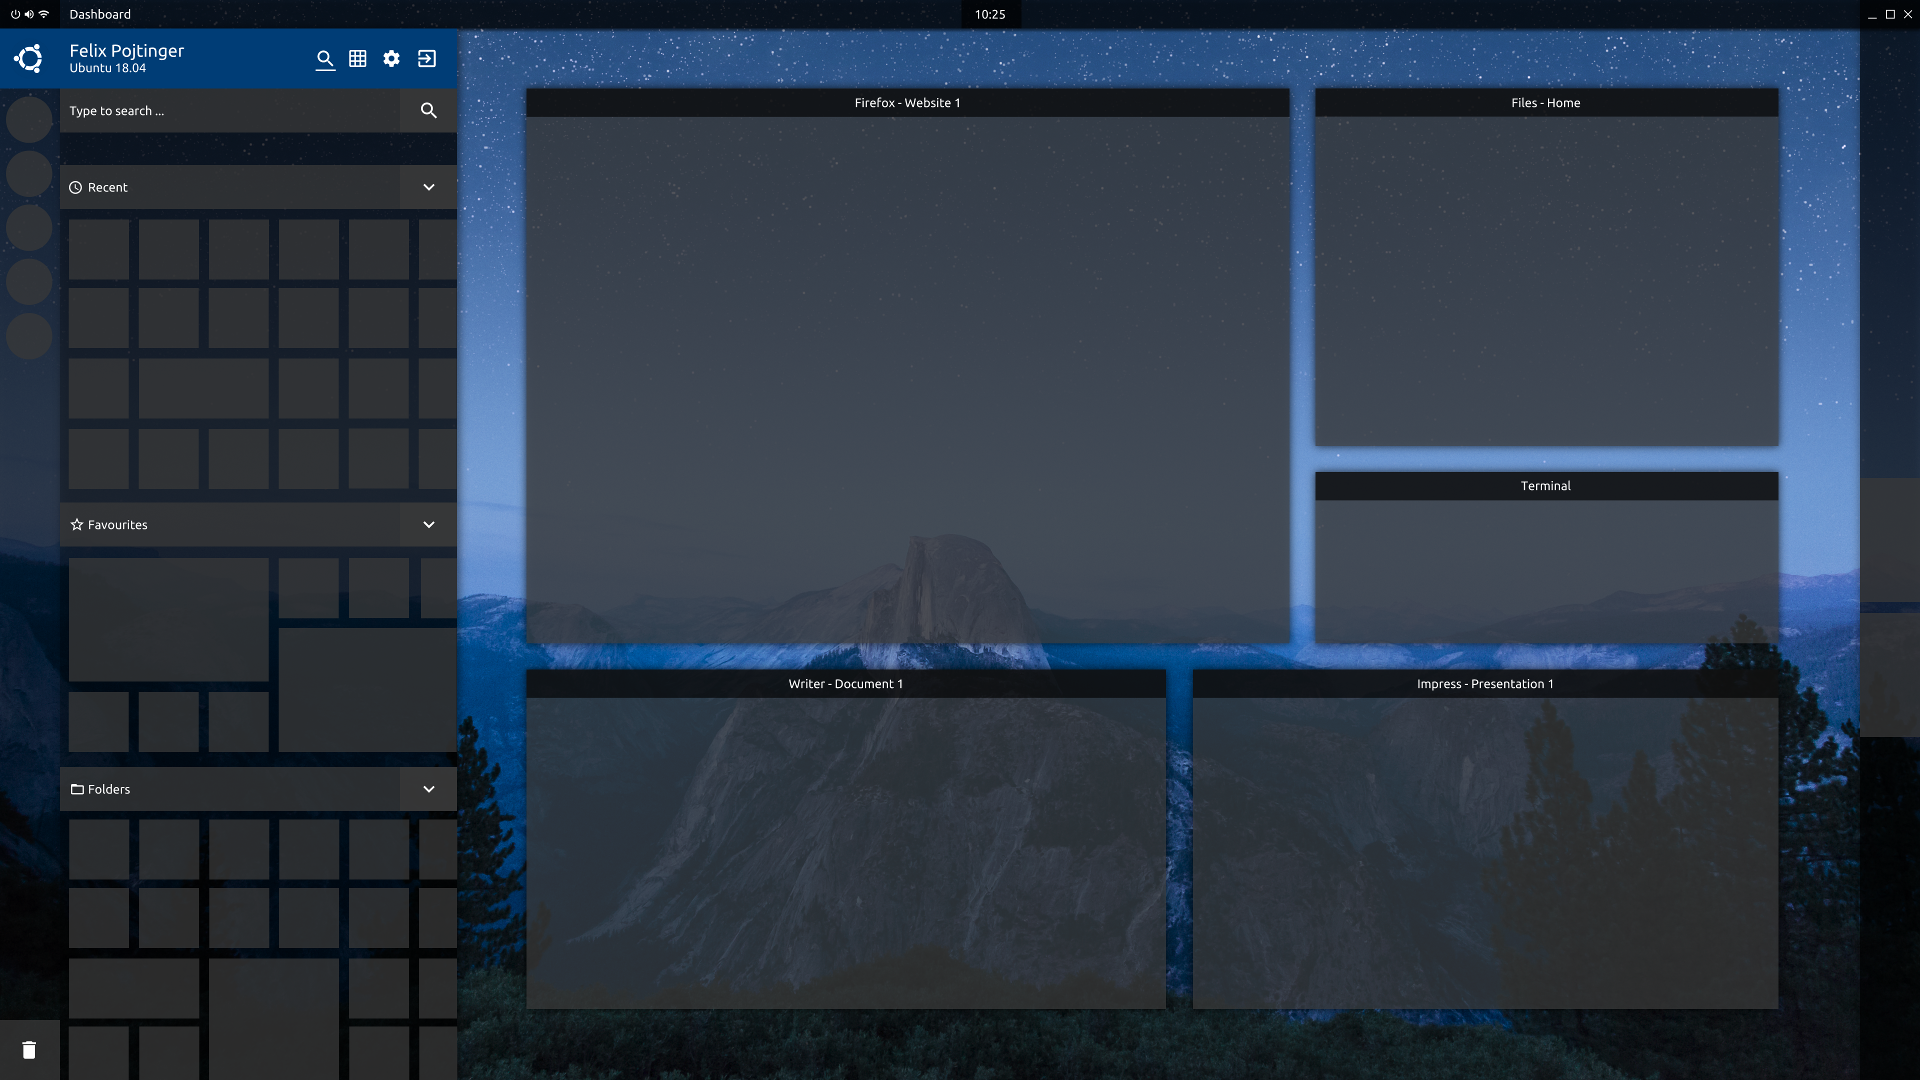 Dashboard
10:25
Felix Pojtinger
Ubuntu 18.04
Type to search ...
Recent
Favourites
Folders
Firefox - Website 1
Files - Home
Terminal
Writer - Document 1
Impress - Presentation 1